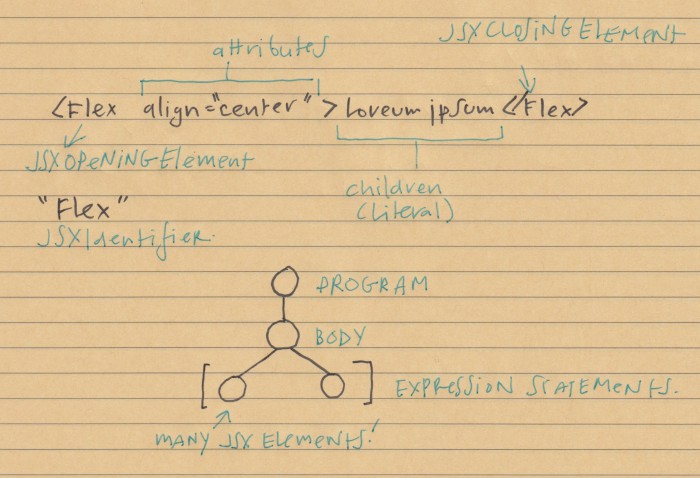 JSXCLOSINGELEMENT
attributes
<Flex align="center" > loreum ipsum </Flex>
JSXOPENINGElement
children
(literal)
"Flex"
JSXIdentifier.
PROGRAM
BODY
[ ] EXPRESSION STATEMENTS.
MANY JSX Elements!